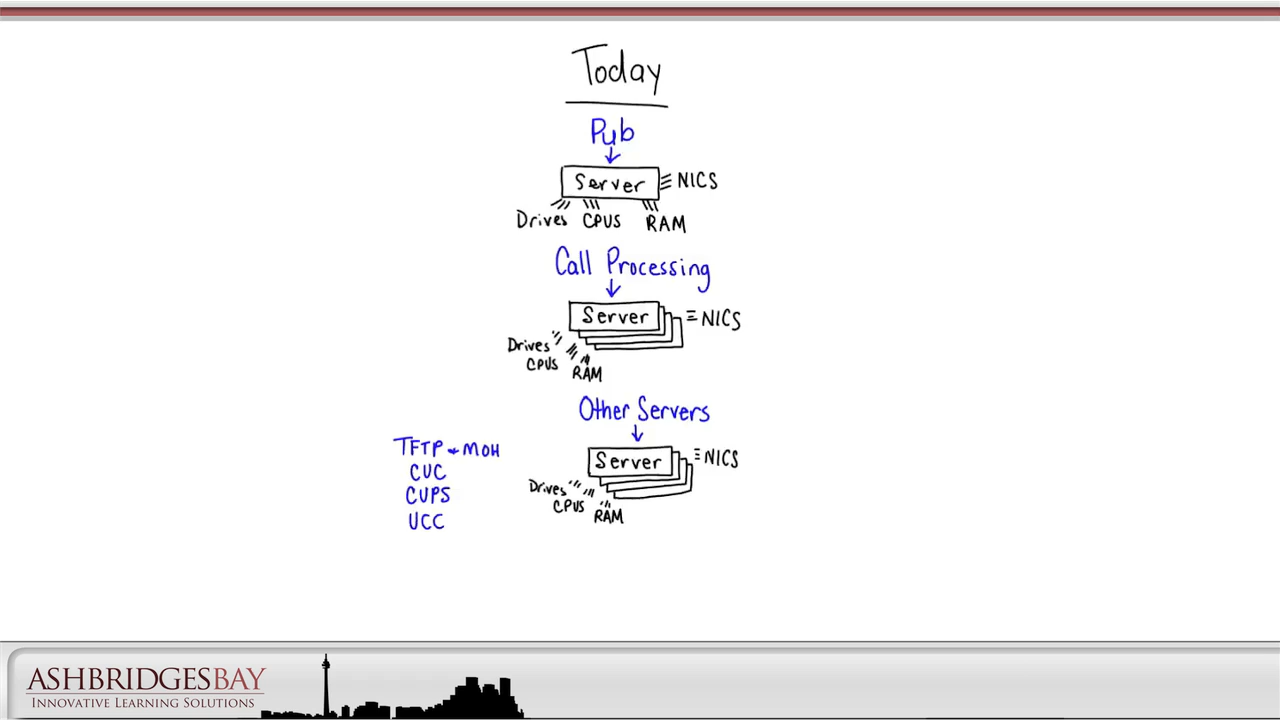 Today
Pub
Server
NICS
Drives CPUS RAM
Call Processing
Server
NICS
Drives
CPUS
RAM
Other Servers
TFTP & MOH
CUC
CUPS
UCC
Server
NICS
Drives
CPUS
RAM
ASHBRIDGESBAY
INNOVATIVE LEARNING SOLUTIONS